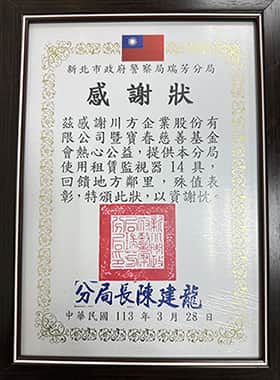 新北市政府警察局瑞芳分局
感謝狀
茲感謝川方企業股份有
限公司暨寶春慈善基金
會熱心公益，提供本分局
使用租賃監視器14具，
回饋地方鄰里，殊值表
彰，特頒此狀，以資謝忱。
分局長陳建龍
中華民國 113 年 3 月 28 日